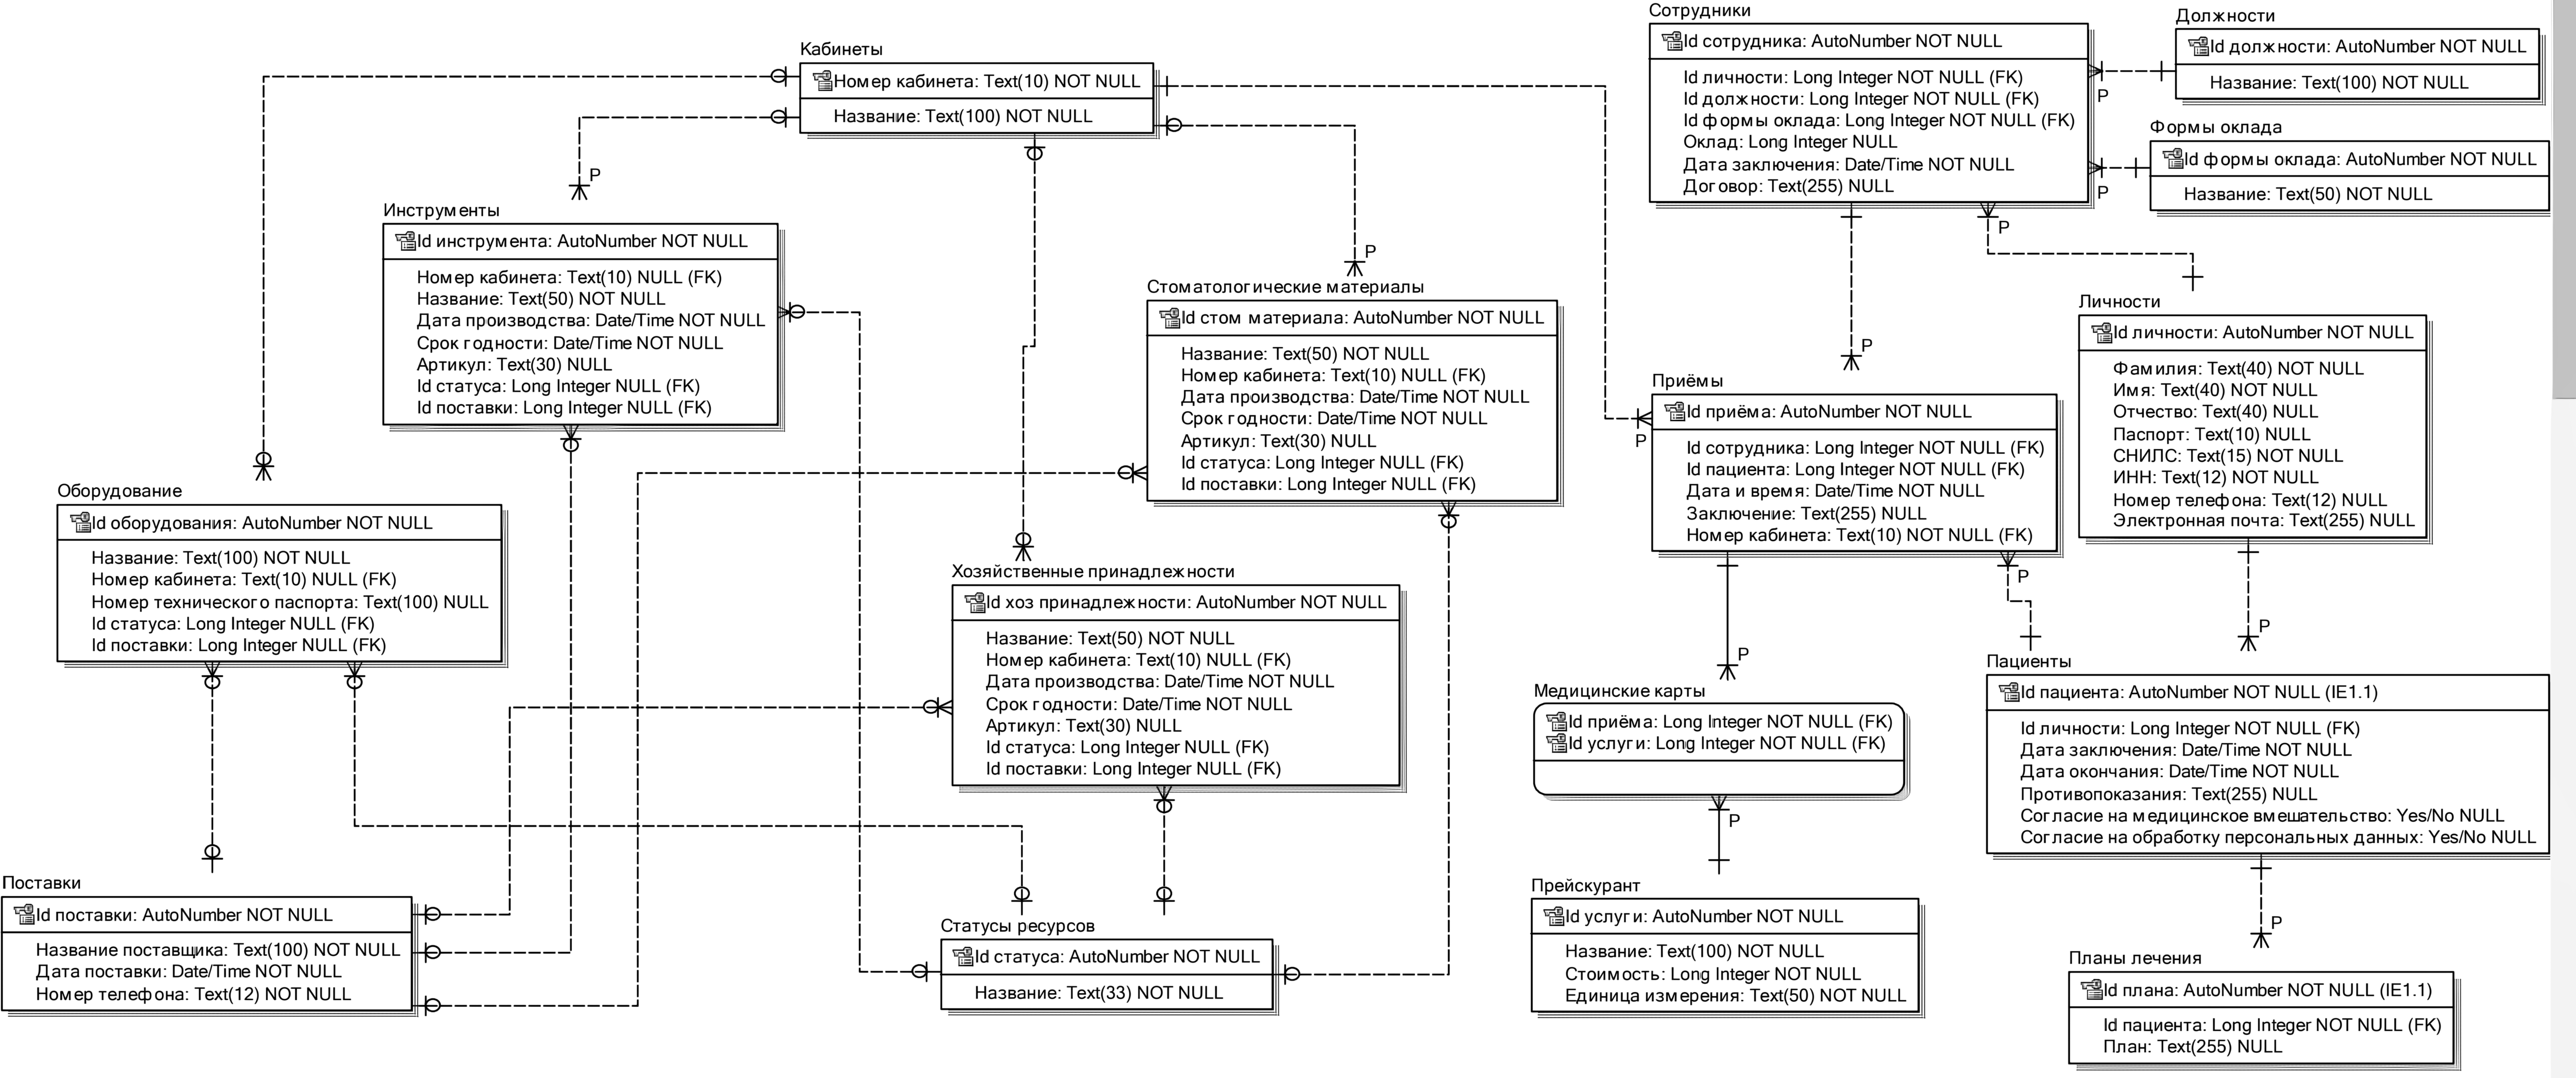 Кабинеты
Номер кабинета: Text(10) NOT NULL
Название: Text(100) NOT NULL
P
P
Инструменты
Id инструмента: AutoNumber NOT NULL
Номер кабинета: Text(10) NULL (FK)
Название: Text(50) NOT NULL
Дата производства: Date/Time NOT NULL
Срок годности: Date/Time NOT NULL
Артикул: Text(30) NULL
Id статуса: Long Integer NULL (FK)
Id поставки: Long Integer NULL (FK)
Стоматологические материалы
Id стом материала: AutoNumber NOT NULL
Название: Text(50) NOT NULL
Номер кабинета: Text(10) NULL (FK)
Дата производства: Date/Time NOT NULL
Срок годности: Date/Time NOT NULL
Артикул: Text(30) NULL
Id статуса: Long Integer NULL (FK)
Id поставки: Long Integer NULL (FK)
Оборудование
Id оборудования: AutoNumber NOT NULL
Название: Text(100) NOT NULL
Номер кабинета: Text(10) NULL (FK)
Номер технического паспорта: Text(100) NULL
Id статуса: Long Integer NULL (FK)
Id поставки: Long Integer NULL (FK)
Хозяйственные принадлежности
Id хоз принадлежности: AutoNumber NOT NULL
Название: Text(50) NOT NULL
Номер кабинета: Text(10) NULL (FK)
Дата производства: Date/Time NOT NULL
Срок годности: Date/Time NOT NULL
Артикул: Text(30) NULL
Id статуса: Long Integer NULL (FK)
Id поставки: Long Integer NULL (FK)
Поставки
Id поставки: AutoNumber NOT NULL
Название поставщика: Text(100) NOT NULL
Дата поставки: Date/Time NOT NULL
Номер телефона: Text(12) NOT NULL
Статусы ресурсов
Id статуса: AutoNumber NOT NULL
Название: Text(33) NOT NULL
Сотрудники
Id сотрудника: AutoNumber NOT NULL
Id личности: Long Integer NOT NULL (FK)
Id должности: Long Integer NOT NULL (FK)
Id формы оклада: Long Integer NOT NULL (FK)
Оклад: Long Integer NULL
Дата заключения: Date/Time NOT NULL
Договор: Text(255) NULL
Должности
Id должности: AutoNumber NOT NULL
Название: Text(100) NOT NULL
P
Формы оклада
Id формы оклада: AutoNumber NOT NULL
Название: Text(50) NOT NULL
P
P
Личности
Id личности: AutoNumber NOT NULL
Фамилия: Text(40) NOT NULL
Имя: Text(40) NOT NULL
Отчество: Text(40) NULL
Паспорт: Text(10) NULL
СНИЛС: Text(15) NOT NULL
ИНН: Text(12) NOT NULL
Номер телефона: Text(12) NULL
Электронная почта: Text(255) NULL
P
Приёмы
Id приёма: AutoNumber NOT NULL
P
Id сотрудника: Long Integer NOT NULL (FK)
Id пациента: Long Integer NOT NULL (FK)
Дата и время: Date/Time NOT NULL
Заключение: Text(255) NULL
Номер кабинета: Text(10) NOT NULL (FK)
P
P
P
Медицинские карты
Id приёма: Long Integer NOT NULL (FK)
Id услуги: Long Integer NOT NULL (FK)
P
Пациенты
Id пациента: AutoNumber NOT NULL (IE1.1)
Id личности: Long Integer NOT NULL (FK)
Дата заключения: Date/Time NOT NULL
Дата окончания: Date/Time NOT NULL
Противопоказания: Text(255) NULL
Согласие на медицинское вмешательство: Yes/No NULL
Согласие на обработку персональных данных: Yes/No NULL
Прейскурант
Id услуги: AutoNumber NOT NULL
Название: Text(100) NOT NULL
Стоимость: Long Integer NOT NULL
Единица измерения: Text(50) NOT NULL
P
Планы лечения
Id плана: AutoNumber NOT NULL (IE1.1)
Id пациента: Long Integer NOT NULL (FK)
План: Text(255) NULL